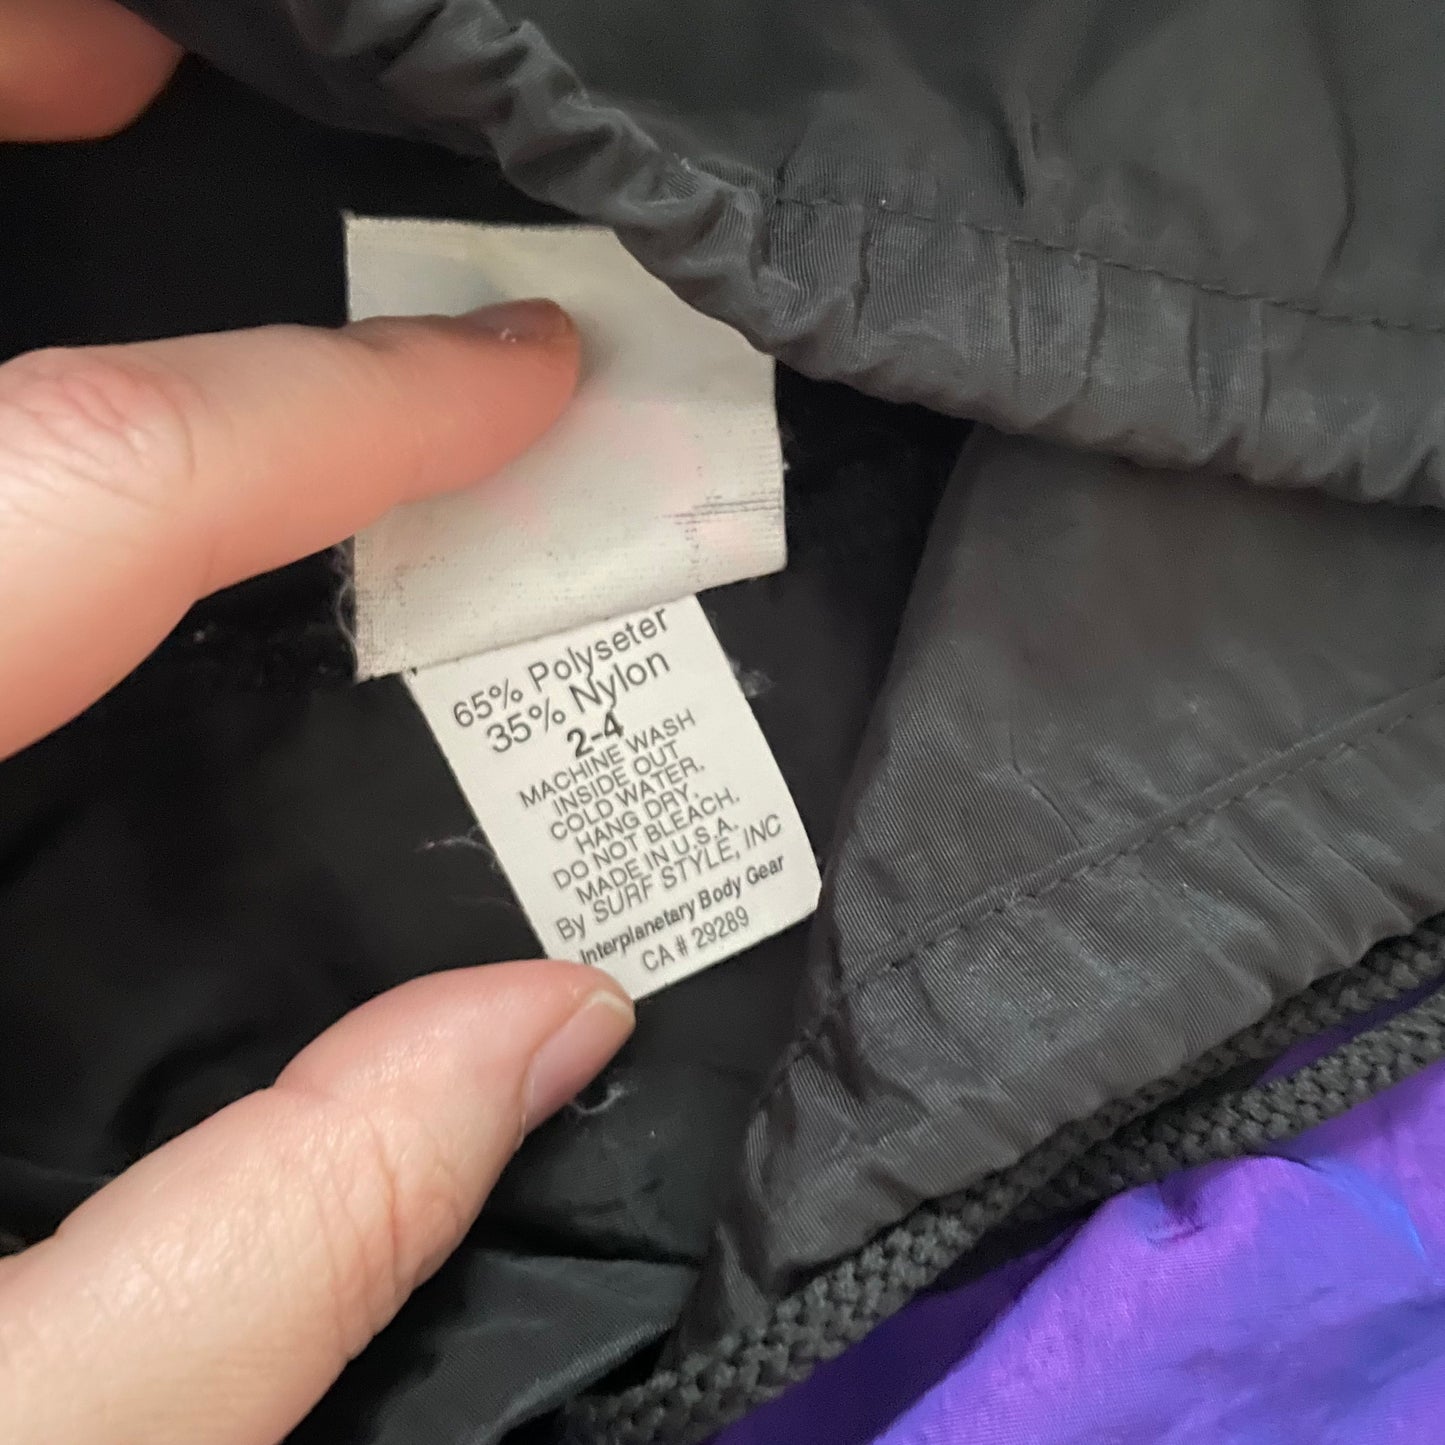 65% Polyseter
35% Nylon
2-4
MACHINE WASH
INSIDE OUT
COLD WATER.
HANG DRY.
DO NOT BLEACH.
MADE IN U.S.A.
By SURF STYLE, INC
Interplanetary Body Gear
CA # 29289